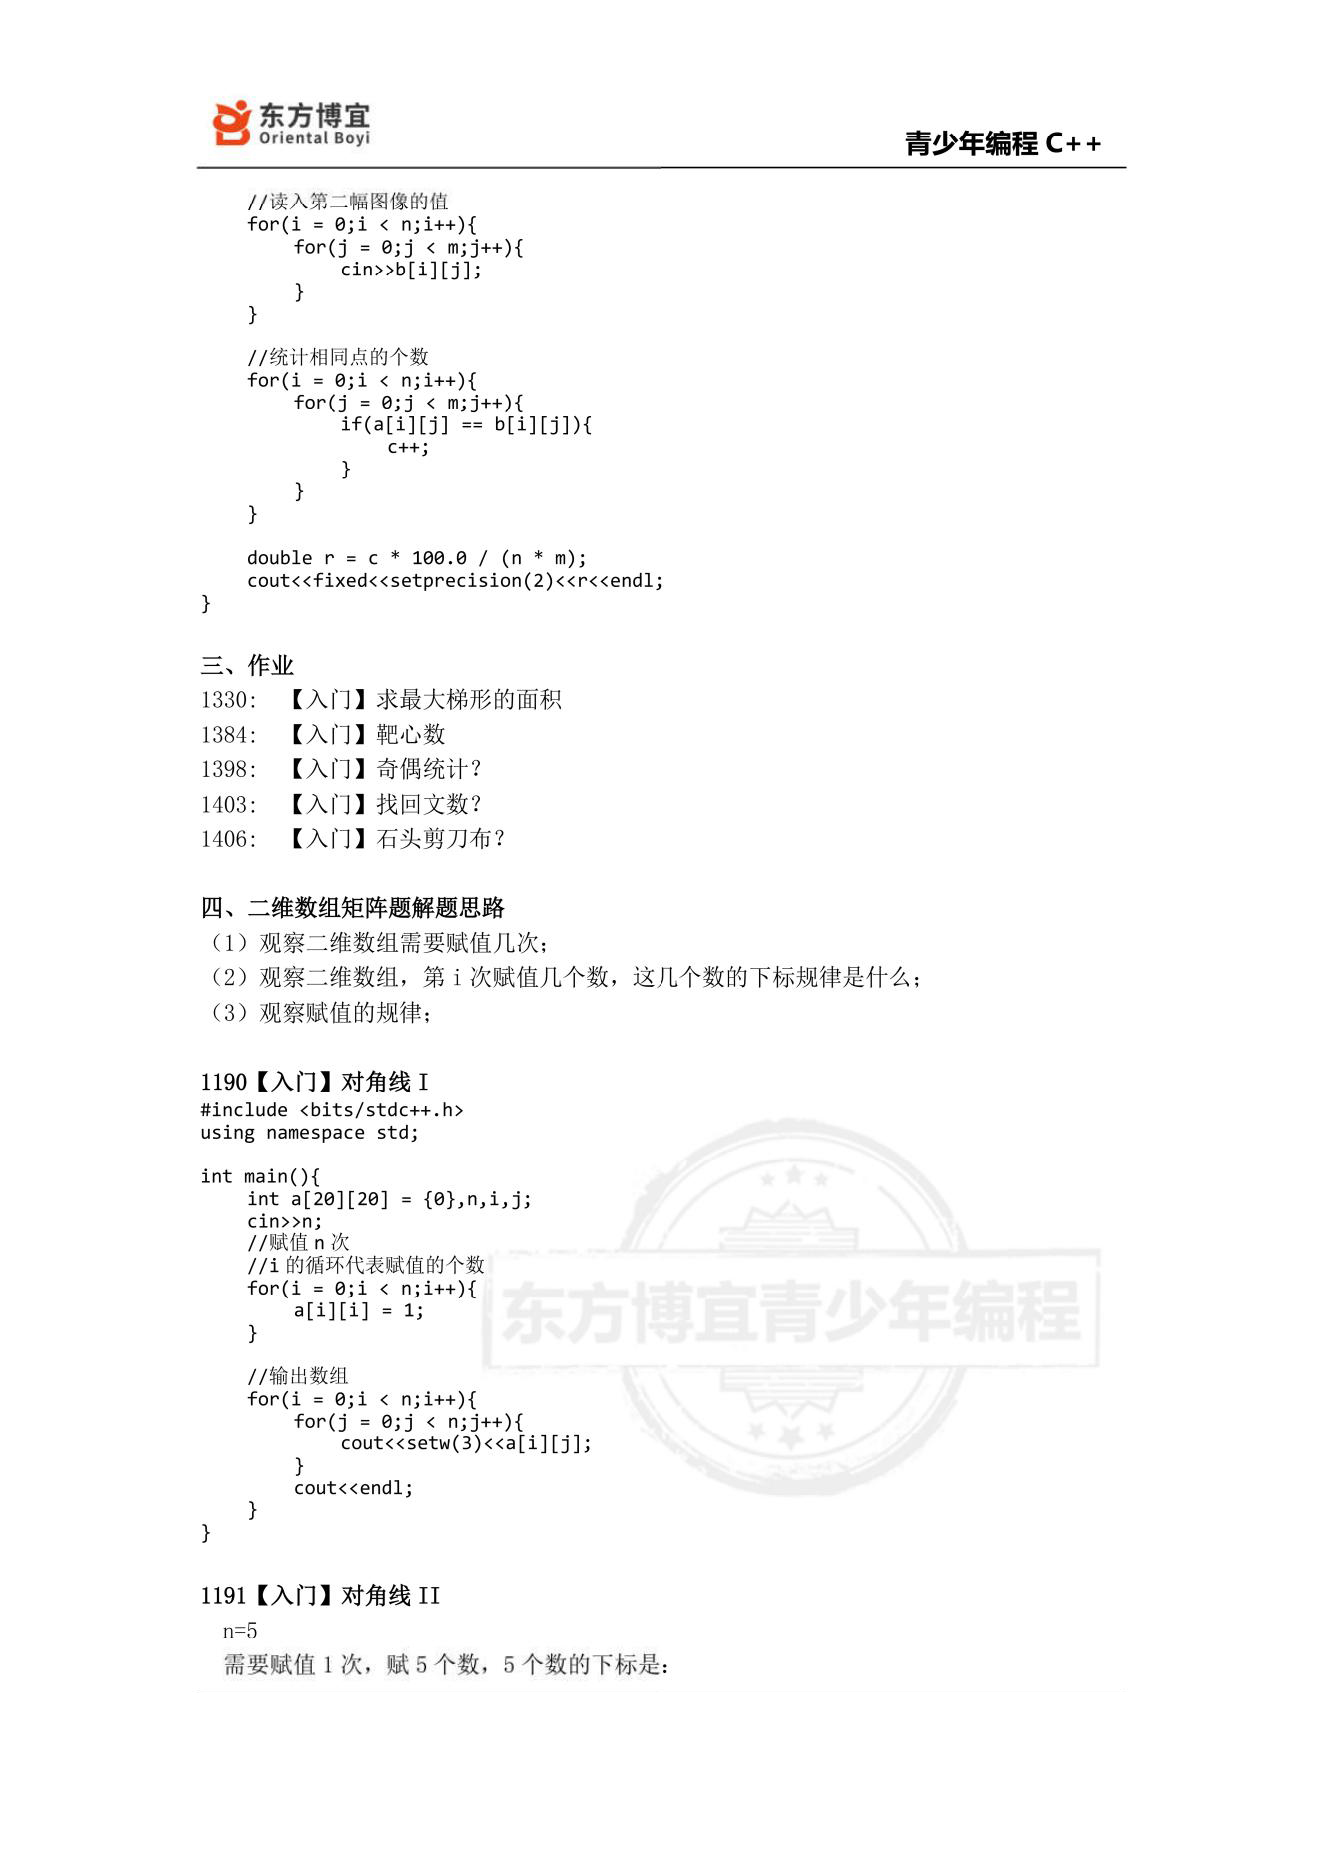 东方博宜
Oriental Boyi
青少年编程 C++
//读入第二幅图像的值
for(i = 0;i < n;i++){
for(j = 0;j < m;j++){
cin>>b[i][j];
}
}
//统计相同点的个数
for(i = 0;i < n;i++){
for(j = 0;j < m;j++){
if(a[i][j] == b[i][j]){
c++;
}
}
}
double r = c * 100.0 / (n * m);
cout<<fixed<<setprecision(2)<<r<<endl;
}
三、作业
1330: 【入门】求最大梯形的面积
1384: 【入门】靶心数
1398: 【入门】奇偶统计？
1403: 【入门】找回文数？
1406: 【入门】石头剪刀布？
四、二维数组矩阵题解题思路
（1）观察二维数组需要赋值几次；
（2）观察二维数组，第 i 次赋值几个数，这几个数的下标规律是什么；
（3）观察赋值的规律；
1190【入门】对角线 I
#include <bits/stdc++.h>
using namespace std;
int main(){
int a[20][20] = {0},n,i,j;
cin>>n;
//赋值 n 次
//i 的循环代表赋值的个数
for(i = 0;i < n;i++){
a[i][i] = 1;
}
东方博宜青少年编程
//输出数组
for(i = 0;i < n;i++){
for(j = 0;j < n;j++){
cout<<setw(3)<<a[i][j];
}
cout<<endl;
}
}
1191【入门】对角线 II
n=5
需要赋值 1 次，赋 5 个数，5 个数的下标是：